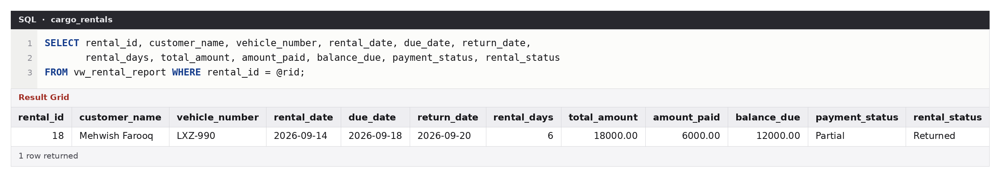 SQL · cargo_rentals
1 SELECT rental_id, customer_name, vehicle_number, rental_date, due_date, return_date,
2 rental_days, total_amount, amount_paid, balance_due, payment_status, rental_status
3 FROM vw_rental_report WHERE rental_id = @rid;
Result Grid
rental_id customer_name vehicle_number rental_date due_date return_date rental_days total_amount amount_paid balance_due payment_status rental_status
18 Mehwish Farooq LXZ-990 2026-09-14 2026-09-18 2026-09-20 6 18000.00 6000.00 12000.00 Partial Returned
1 row returned